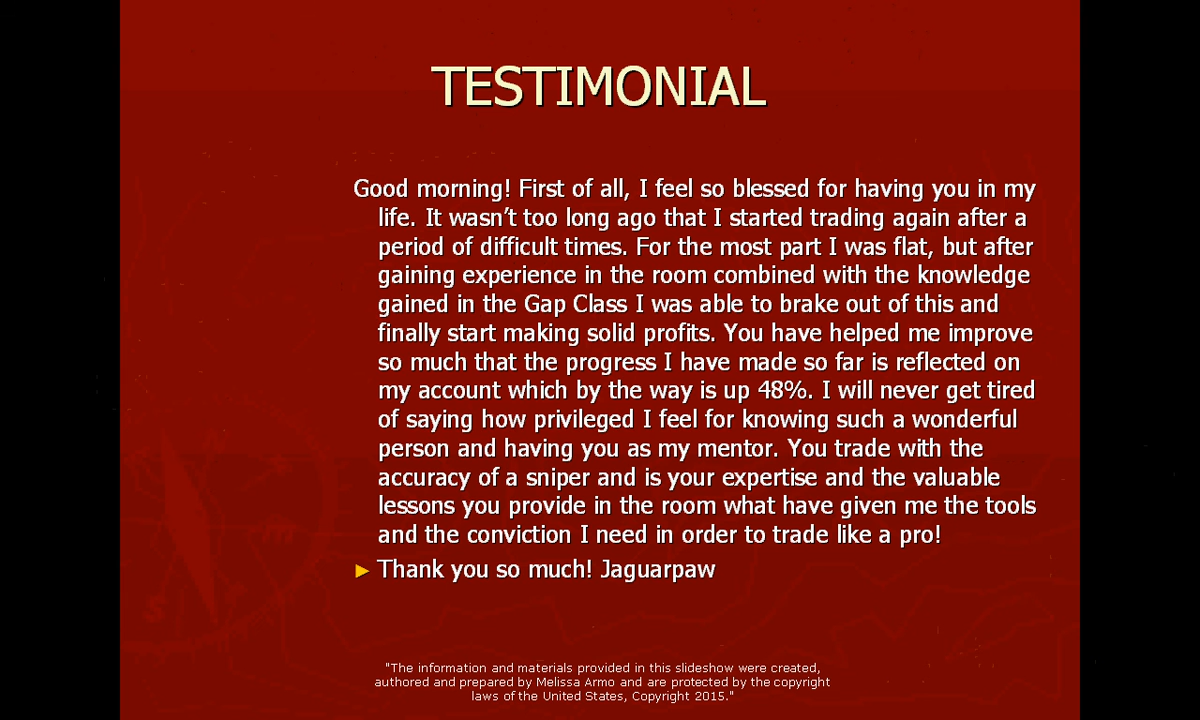 TESTIMONIAL
Good morning! First of all, I feel so blessed for having you in my
life. It wasn't too long ago that I started trading again after a
period of difficult times. For the most part I was flat, but after
gaining experience in the room combined with the knowledge
gained in the Gap Class I was able to brake out of this and
finally start making solid profits. You have helped me improve
so much that the progress I have made so far is reflected on
my account which by the way is up 48%. I will never get tired
of saying how privileged I feel for knowing such a wonderful
person and having you as my mentor. You trade with the
accuracy of a sniper and is your expertise and the valuable
lessons you provide in the room what have given me the tools
and the conviction I need in order to trade like a pro!
► Thank you so much! Jaguarpaw
"The information and materials provided in this slideshow were created,
authored and prepared by Melissa Armo and are protected by the copyright
laws of the United States, Copyright 2015."